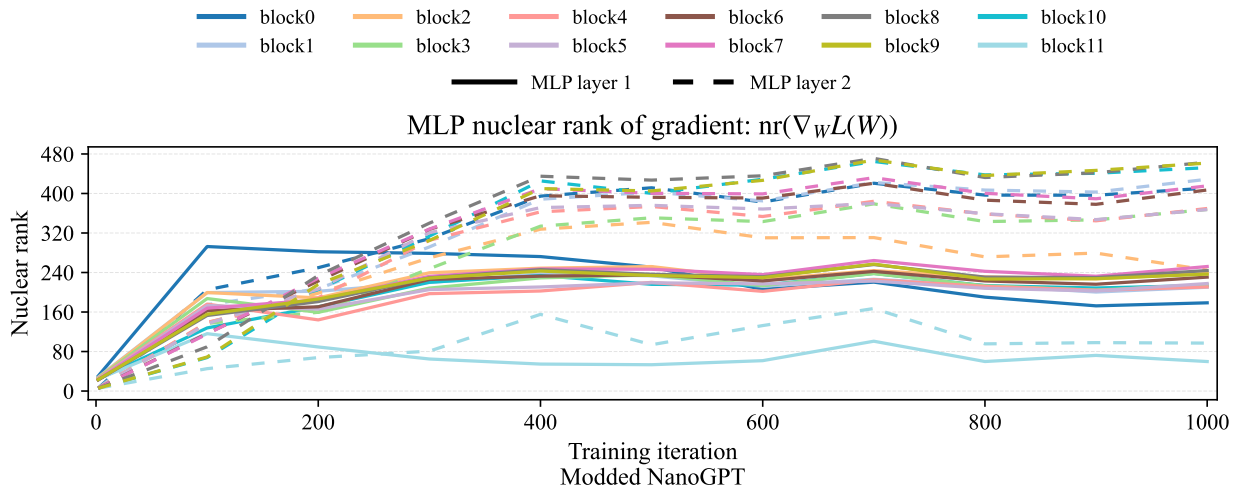 block0 block2 block4 block6 block8 block10
block1 block3 block5 block7 block9 block11
MLP layer 1 MLP layer 2
MLP nuclear rank of gradient: nr(∇_W L(W))
480
400
320
240
160
80
0
Nuclear rank
0 200 400 600 800 1000
Training iteration
Modded NanoGPT